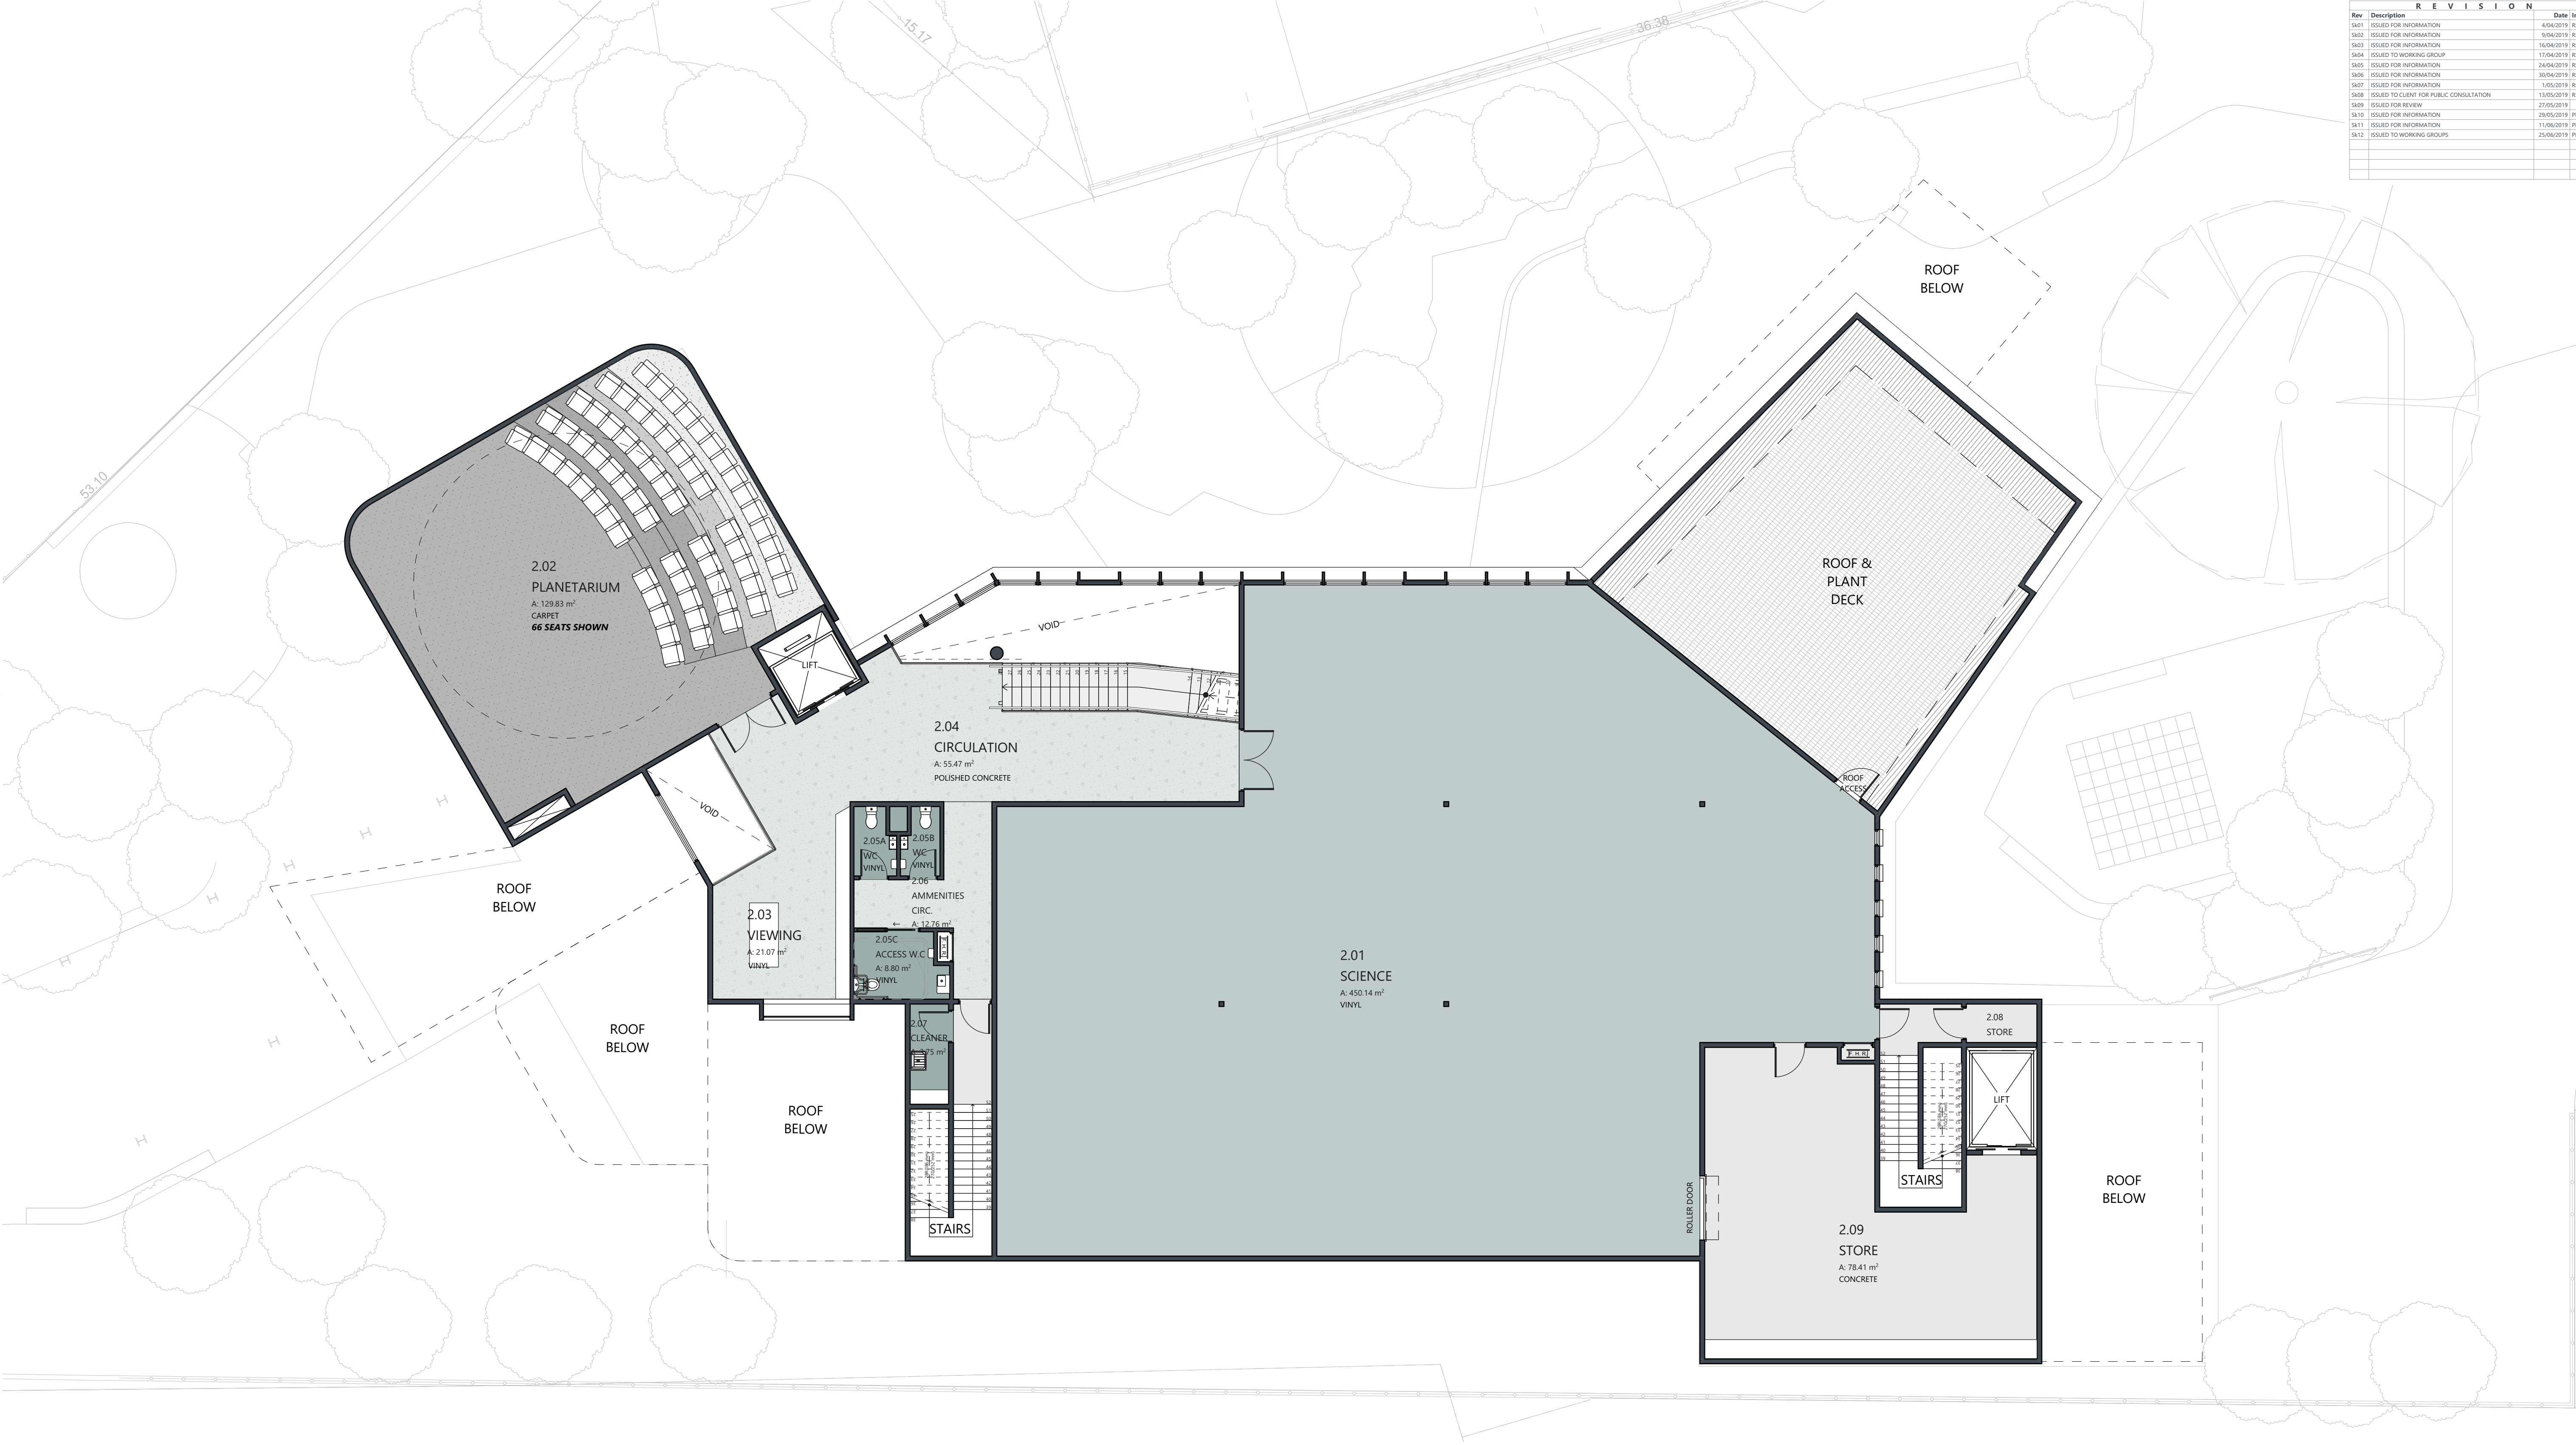 REVISION
Rev Description Date
Sk01 ISSUED FOR INFORMATION 4/04/2019
Sk02 ISSUED FOR INFORMATION 9/04/2019
Sk03 ISSUED FOR INFORMATION 16/04/2019
Sk04 ISSUED TO WORKING GROUP 17/04/2019
Sk05 ISSUED FOR INFORMATION 24/04/2019
Sk06 ISSUED FOR INFORMATION 30/04/2019
Sk07 ISSUED FOR INFORMATION 1/05/2019
Sk08 ISSUED TO CLIENT FOR PUBLIC CONSULTATION 13/05/2019
Sk09 ISSUED FOR REVIEW 27/05/2019
Sk10 ISSUED FOR INFORMATION 29/05/2019
Sk11 ISSUED FOR INFORMATION 11/06/2019
Sk12 ISSUED TO WORKING GROUPS 25/06/2019
15.17
36.38
53.10
ROOF
BELOW
2.02
PLANETARIUM
A: 129.83 m²
CARPET
66 SEATS SHOWN
LIFT
VOID
ROOF &
PLANT
DECK
ROOF
ACCESS
2.04
CIRCULATION
A: 55.47 m²
POLISHED CONCRETE
VOID
2.05A
WC
VINYL
2.05B
WC
VINYL
2.06
AMMENITIES
CIRC.
A: 12.76 m²
2.03
VIEWING
A: 21.07 m²
VINYL
2.05C
ACCESS W.C
A: 8.80 m²
VINYL
F.H.R
2.01
SCIENCE
A: 450.14 m²
VINYL
ROOF
BELOW
ROOF
BELOW
ROOF
BELOW
2.07
CLEANER
STAIRS
2.08
STORE
F.H.R
LIFT
STAIRS
ROLLER DOOR
2.09
STORE
A: 78.41 m²
CONCRETE
ROOF
BELOW